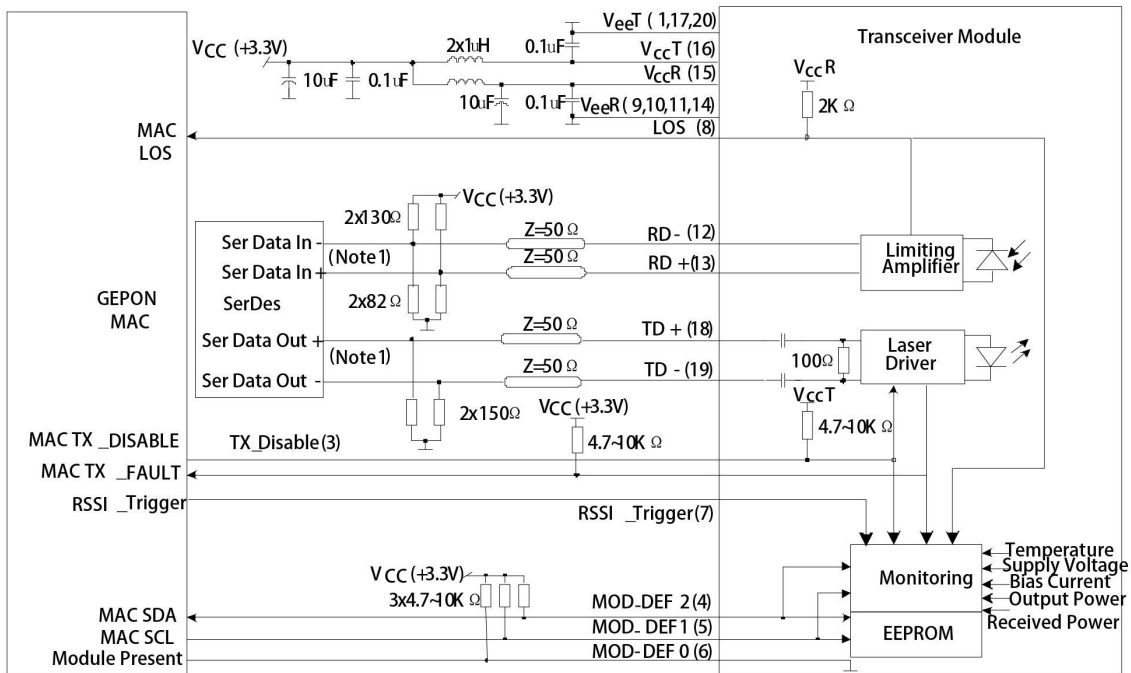 VeeT ( 1,17,20)
Transceiver Module
VCC (+3.3V)
2x1uH
0.1uF
VccT (16)
VccR (15)
10uF
0.1uF
10uF
0.1uF
VeeR ( 9,10,11,14)
VccR
2K Ω
LOS (8)
MAC
LOS
VCC (+3.3V)
2x130Ω
Z=50 Ω
RD - (12)
Ser Data In -
(Note1)
Z=50 Ω
RD +(13)
Ser Data In+
Limiting
Amplifier
GEPON
MAC
SerDes
2x82 Ω
Z=50 Ω
TD + (18)
Ser Data Out +
(Note1)
Z=50 Ω
TD - (19)
Ser Data Out -
100Ω
Laser
Driver
VccT
4.7~10K Ω
2x150Ω
VCC (+3.3V)
4.7~10K Ω
MAC TX _DISABLE
TX_Disable(3)
MAC TX _FAULT
RSSI _Trigger
RSSI _Trigger(7)
VCC (+3.3V)
3x4.7~10K Ω
Monitoring
Temperature
Supply Voltage
Bias Current
Output Power
Received Power
MAC SDA
MOD-DEF 2(4)
MAC SCL
MOD- DEF1 (5)
EEPROM
Module Present
MOD-DEF0 (6)